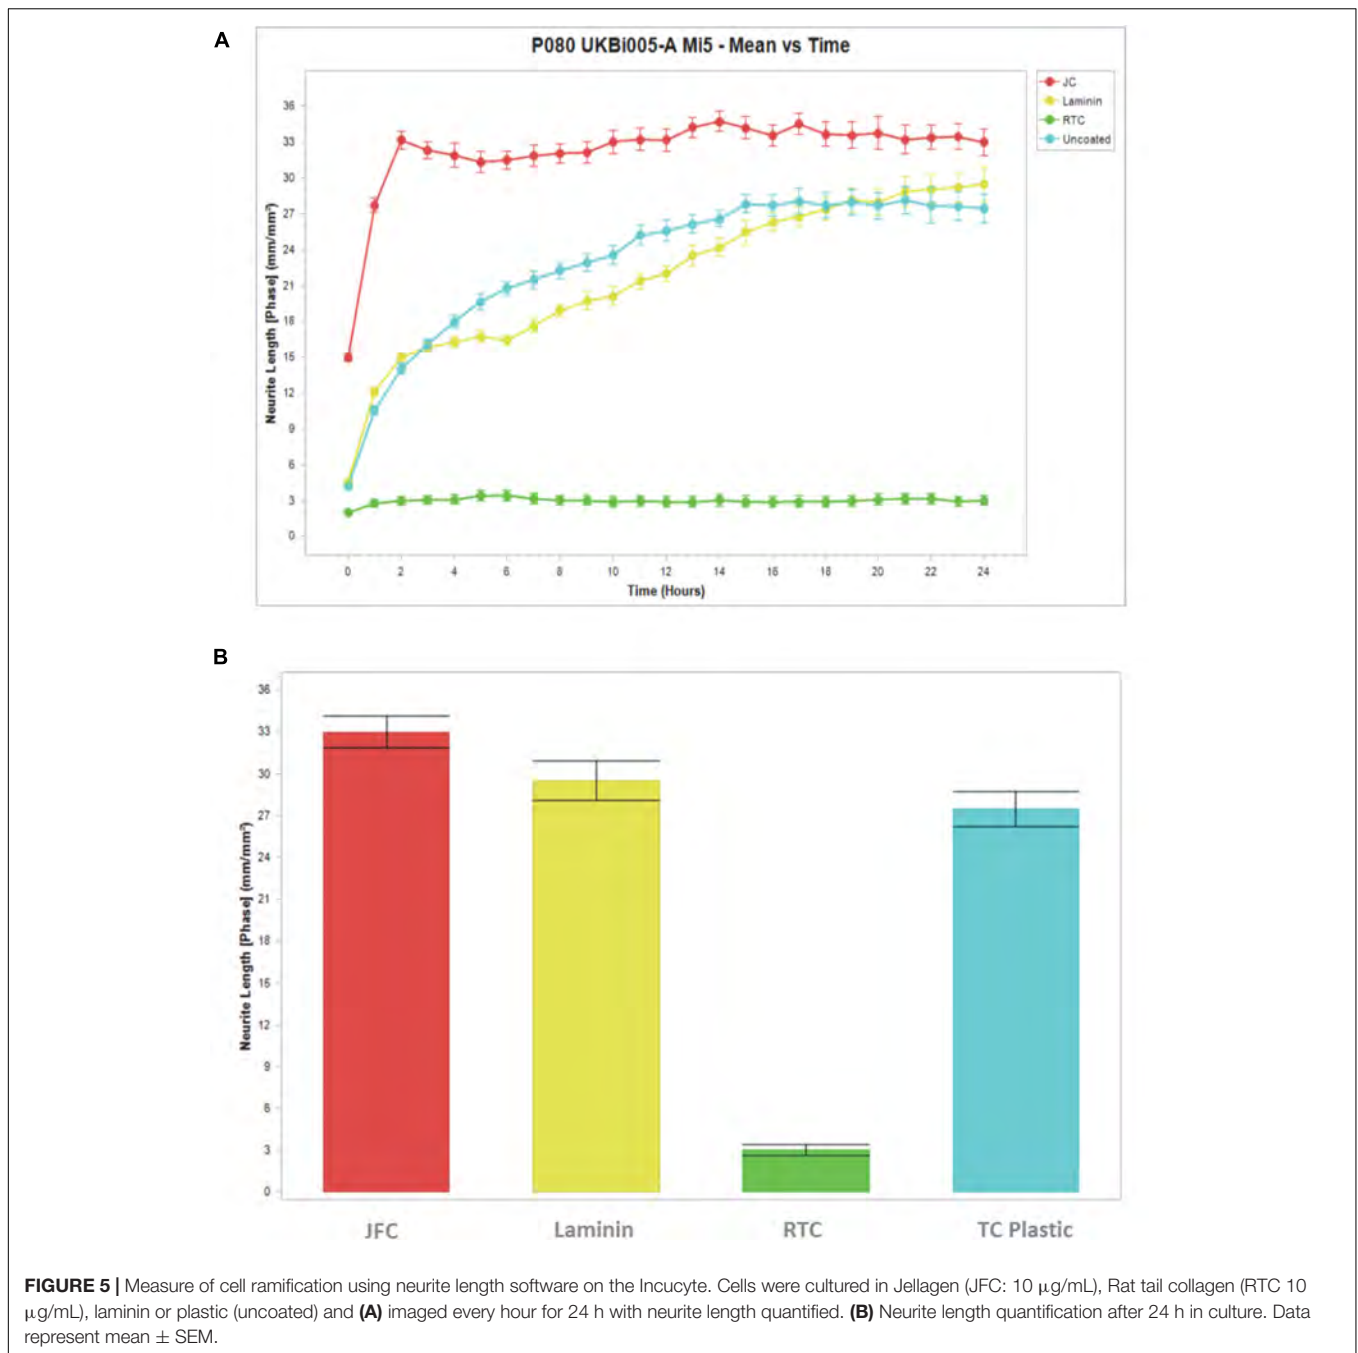 A
P080 UKBi005-A Mi5 - Mean vs Time
JC
Laminin
RTC
Uncoated
36
33
30
27
24
21
18
15
12
9
6
3
0
Neurite Length [Phase] (mm/mm²)
0 2 4 6 8 10 12 14 16 18 20 22 24
Time (Hours)
B
36
33
30
27
24
21
18
15
12
9
6
3
0
Neurite Length [Phase] (mm/mm²)
JFC Laminin RTC TC Plastic
FIGURE 5 | Measure of cell ramification using neurite length software on the Incucyte. Cells were cultured in Jellagen (JFC: 10 μg/mL), Rat tail collagen (RTC 10
μg/mL), laminin or plastic (uncoated) and (A) imaged every hour for 24 h with neurite length quantified. (B) Neurite length quantification after 24 h in culture. Data
represent mean ± SEM.